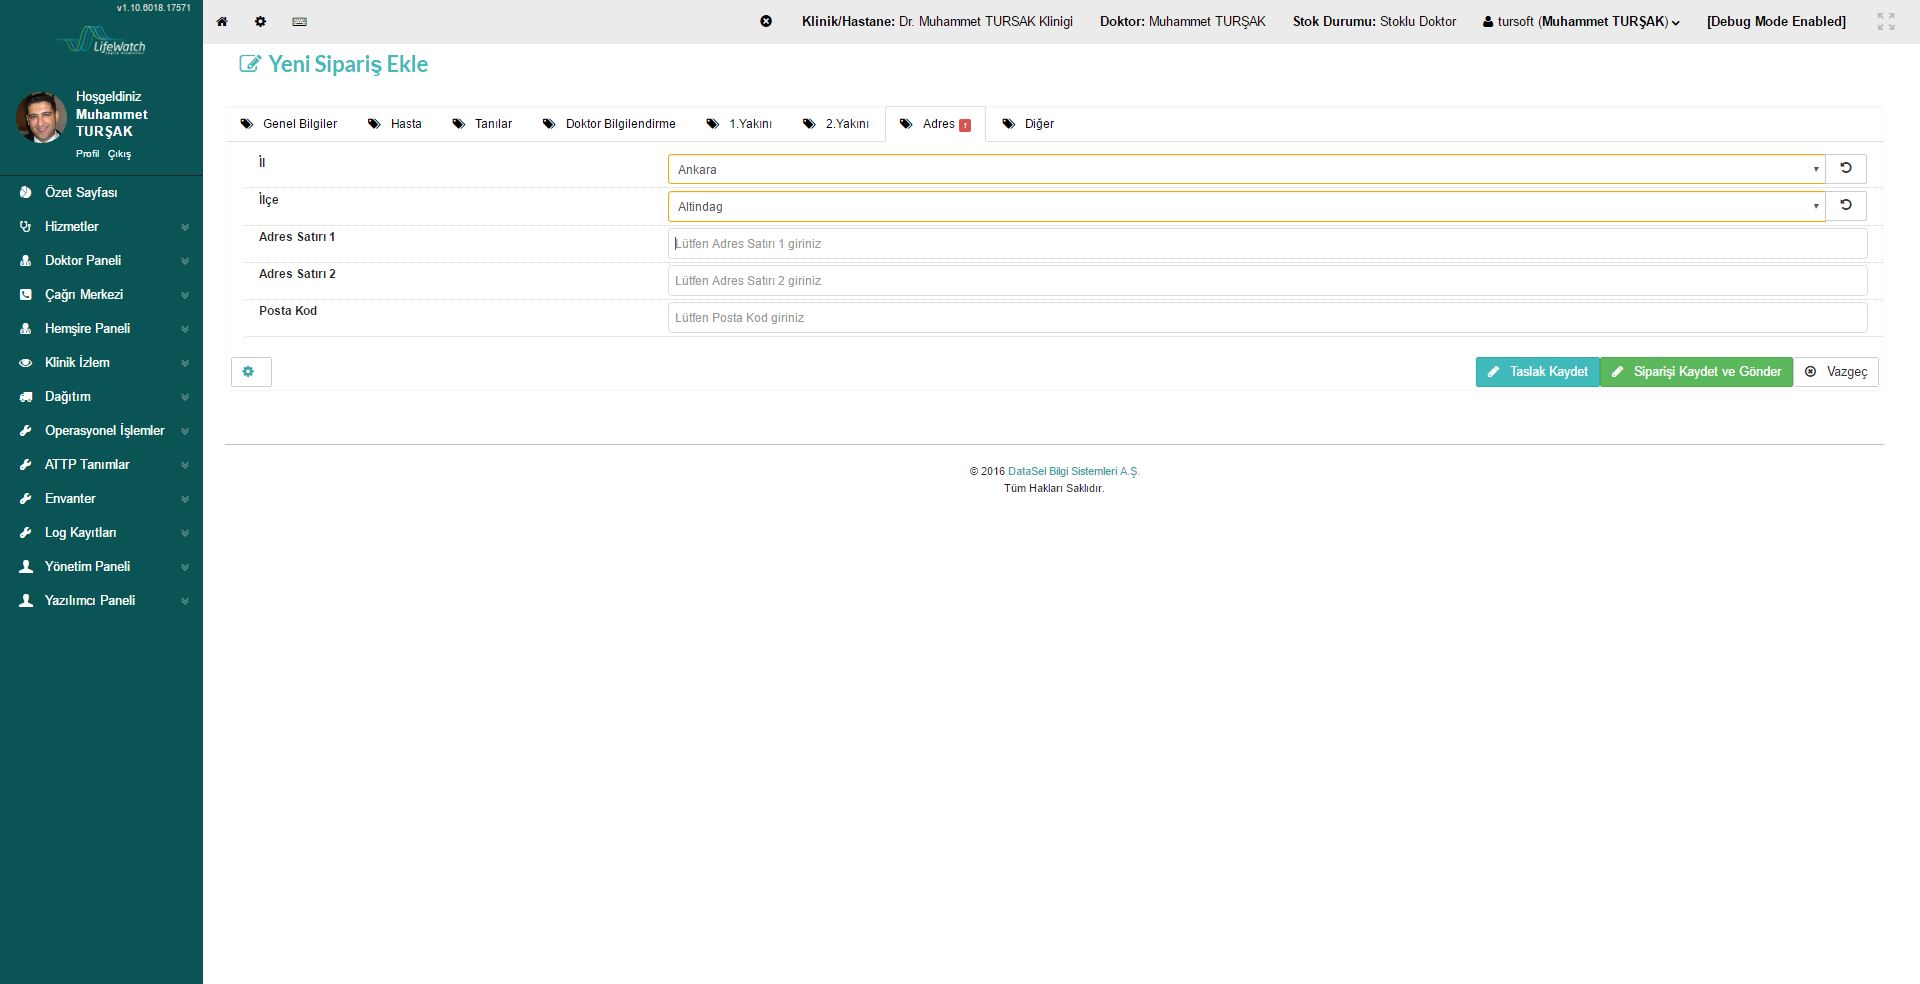 v1.10.6018.17571
LifeWatch
Hoşgeldiniz
Muhammet
TURŞAK
Profil Çıkış
Özet Sayfası
Hizmetler
Doktor Paneli
Çağrı Merkezi
Hemşire Paneli
Klinik İzlem
Dağıtım
Operasyonel İşlemler
ATTP Tanımlar
Envanter
Log Kayıtları
Yönetim Paneli
Yazılımcı Paneli
Klinik/Hastane: Dr. Muhammet TURSAK Klinigi Doktor: Muhammet TURŞAK Stok Durumu: Stoklu Doktor tursoft (Muhammet TURŞAK) [Debug Mode Enabled]
Yeni Sipariş Ekle
Genel Bilgiler Hasta Tanılar Doktor Bilgilendirme 1.Yakını 2.Yakını Adres Diğer
İl
Ankara
İlçe
Altindag
Adres Satırı 1
Lütfen Adres Satırı 1 giriniz
Adres Satırı 2
Lütfen Adres Satırı 2 giriniz
Posta Kod
Lütfen Posta Kod giriniz
Taslak Kaydet Siparişi Kaydet ve Gönder Vazgeç
© 2016 DataSel Bilgi Sistemleri A.Ş.
Tüm Hakları Saklıdır.